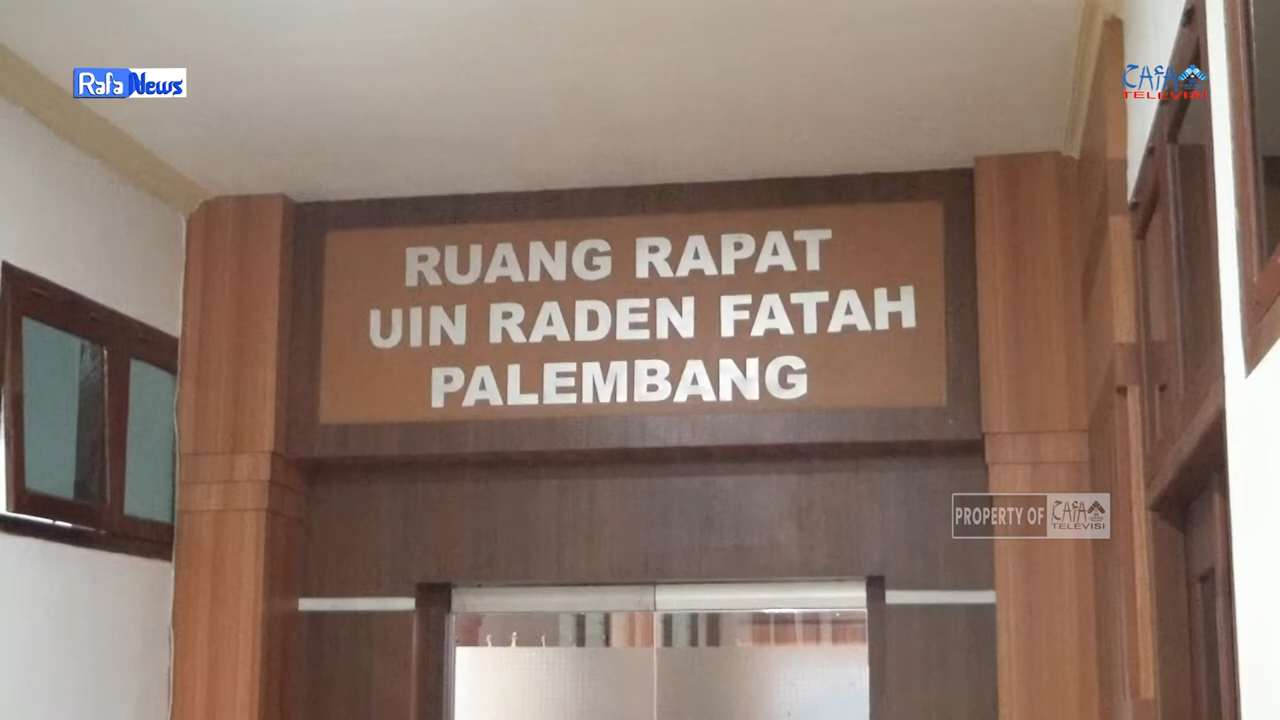 Rafa News
RAFA
TELEVISI
RUANG RAPAT
UIN RADEN FATAH
PALEMBANG
PROPERTY OF
RAFA
TELEVISI